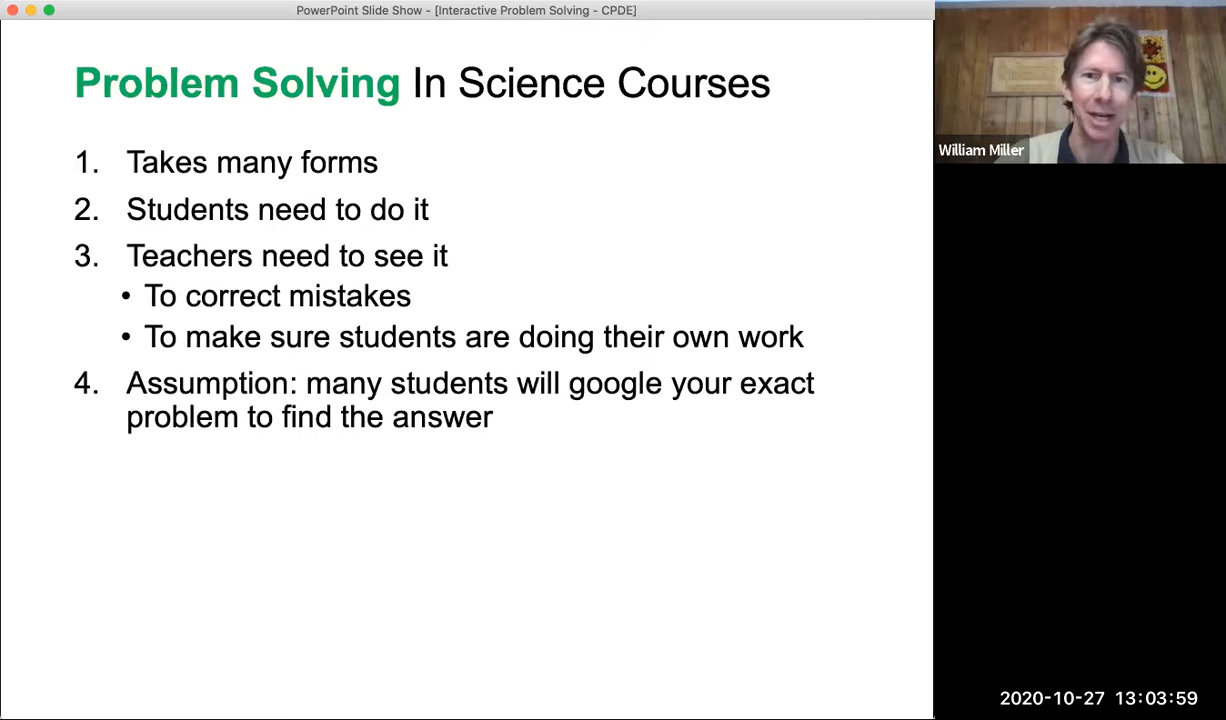 PowerPoint Slide Show - [Interactive Problem Solving - CPDE]
Problem Solving In Science Courses
1. Takes many forms
2. Students need to do it
3. Teachers need to see it
• To correct mistakes
• To make sure students are doing their own work
4. Assumption: many students will google your exact
problem to find the answer
William Miller
2020-10-27 13:03:59